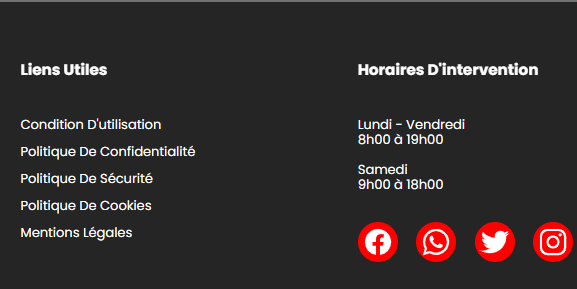 Liens Utiles
Condition D'utilisation
Politique De Confidentialité
Politique De Sécurité
Politique De Cookies
Mentions Légales
Horaires D'intervention
Lundi - Vendredi
8h00 à 19h00
Samedi
9h00 à 18h00